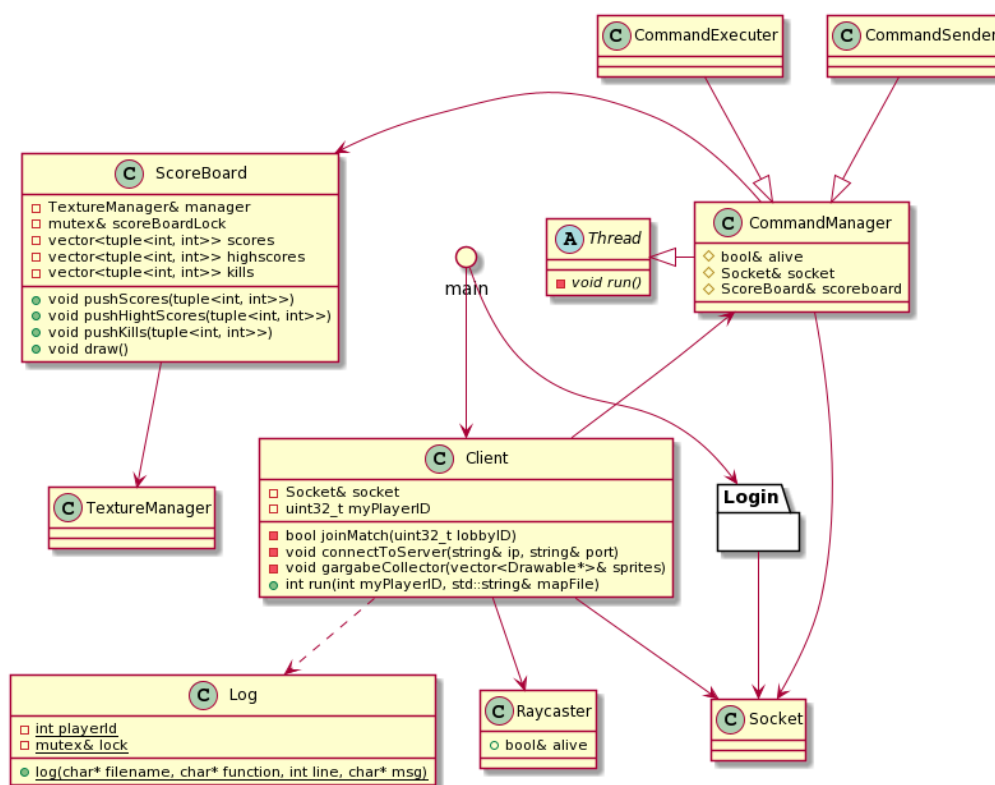 C CommandExecuter
C CommandSender
C ScoreBoard
TextureManager& manager
mutex& scoreBoardLock
vector<tuple<int, int>> scores
vector<tuple<int, int>> highscores
vector<tuple<int, int>> kills
void pushScores(tuple<int, int>>)
void pushHightScores(tuple<int, int>>)
void pushKills(tuple<int, int>>)
void draw()
C CommandManager
bool& alive
Socket& socket
ScoreBoard& scoreboard
A Thread
void run()
main
C Client
Socket& socket
uint32_t myPlayerID
bool joinMatch(uint32_t lobbyID)
void connectToServer(string& ip, string& port)
void gargabeCollector(vector<Drawable*>& sprites)
int run(int myPlayerID, std::string& mapFile)
C TextureManager
Login
C Log
int playerId
mutex& lock
log(char* filename, char* function, int line, char* msg)
C Raycaster
bool& alive
C Socket